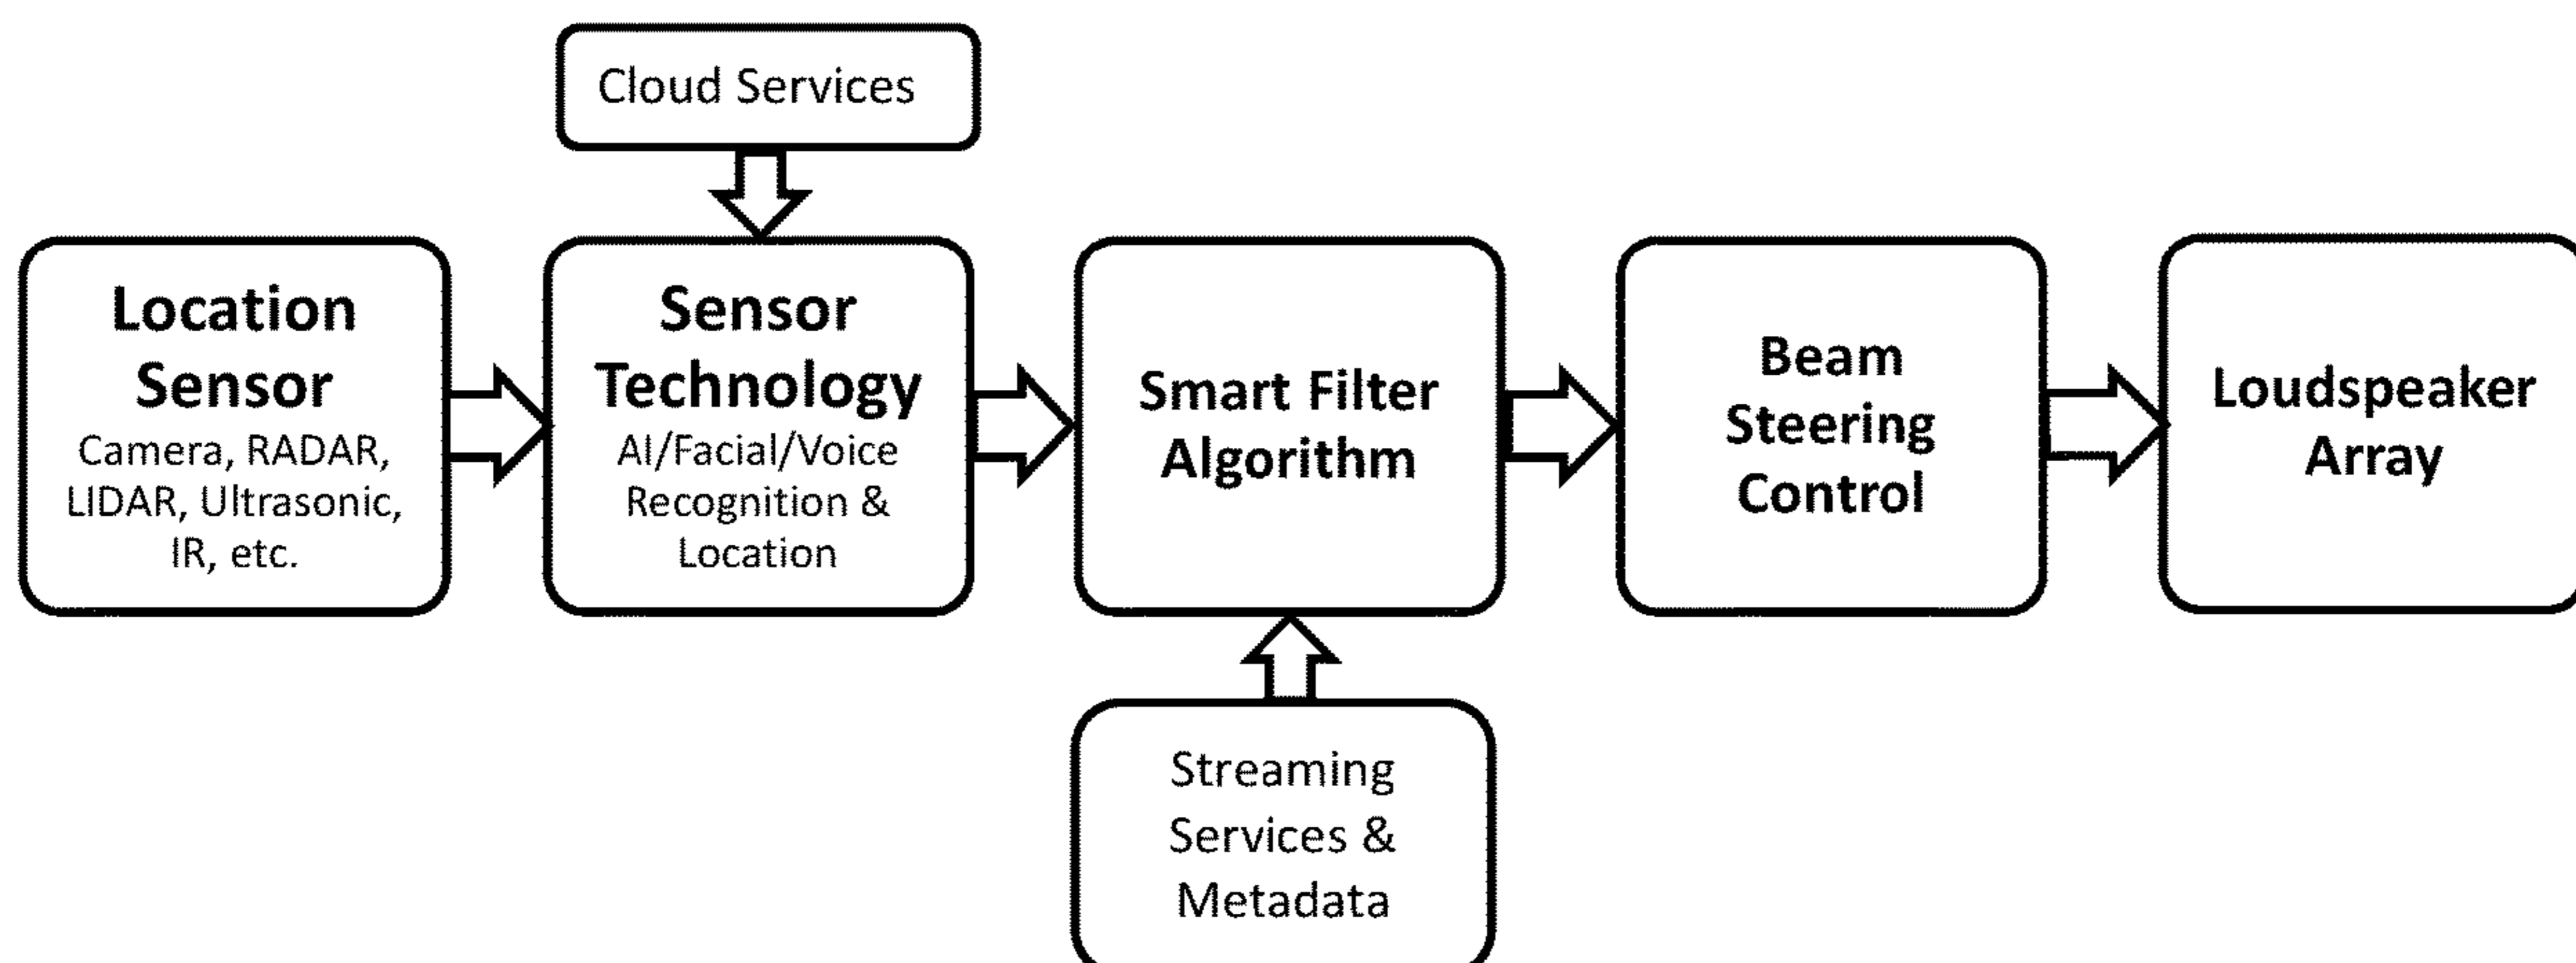 Cloud Services
Location
Sensor
Camera, RADAR,
LIDAR, Ultrasonic,
IR, etc.
Sensor
Technology
AI/Facial/Voice
Recognition &
Location
Smart Filter
Algorithm
Beam
Steering
Control
Loudspeaker
Array
Streaming
Services &
Metadata